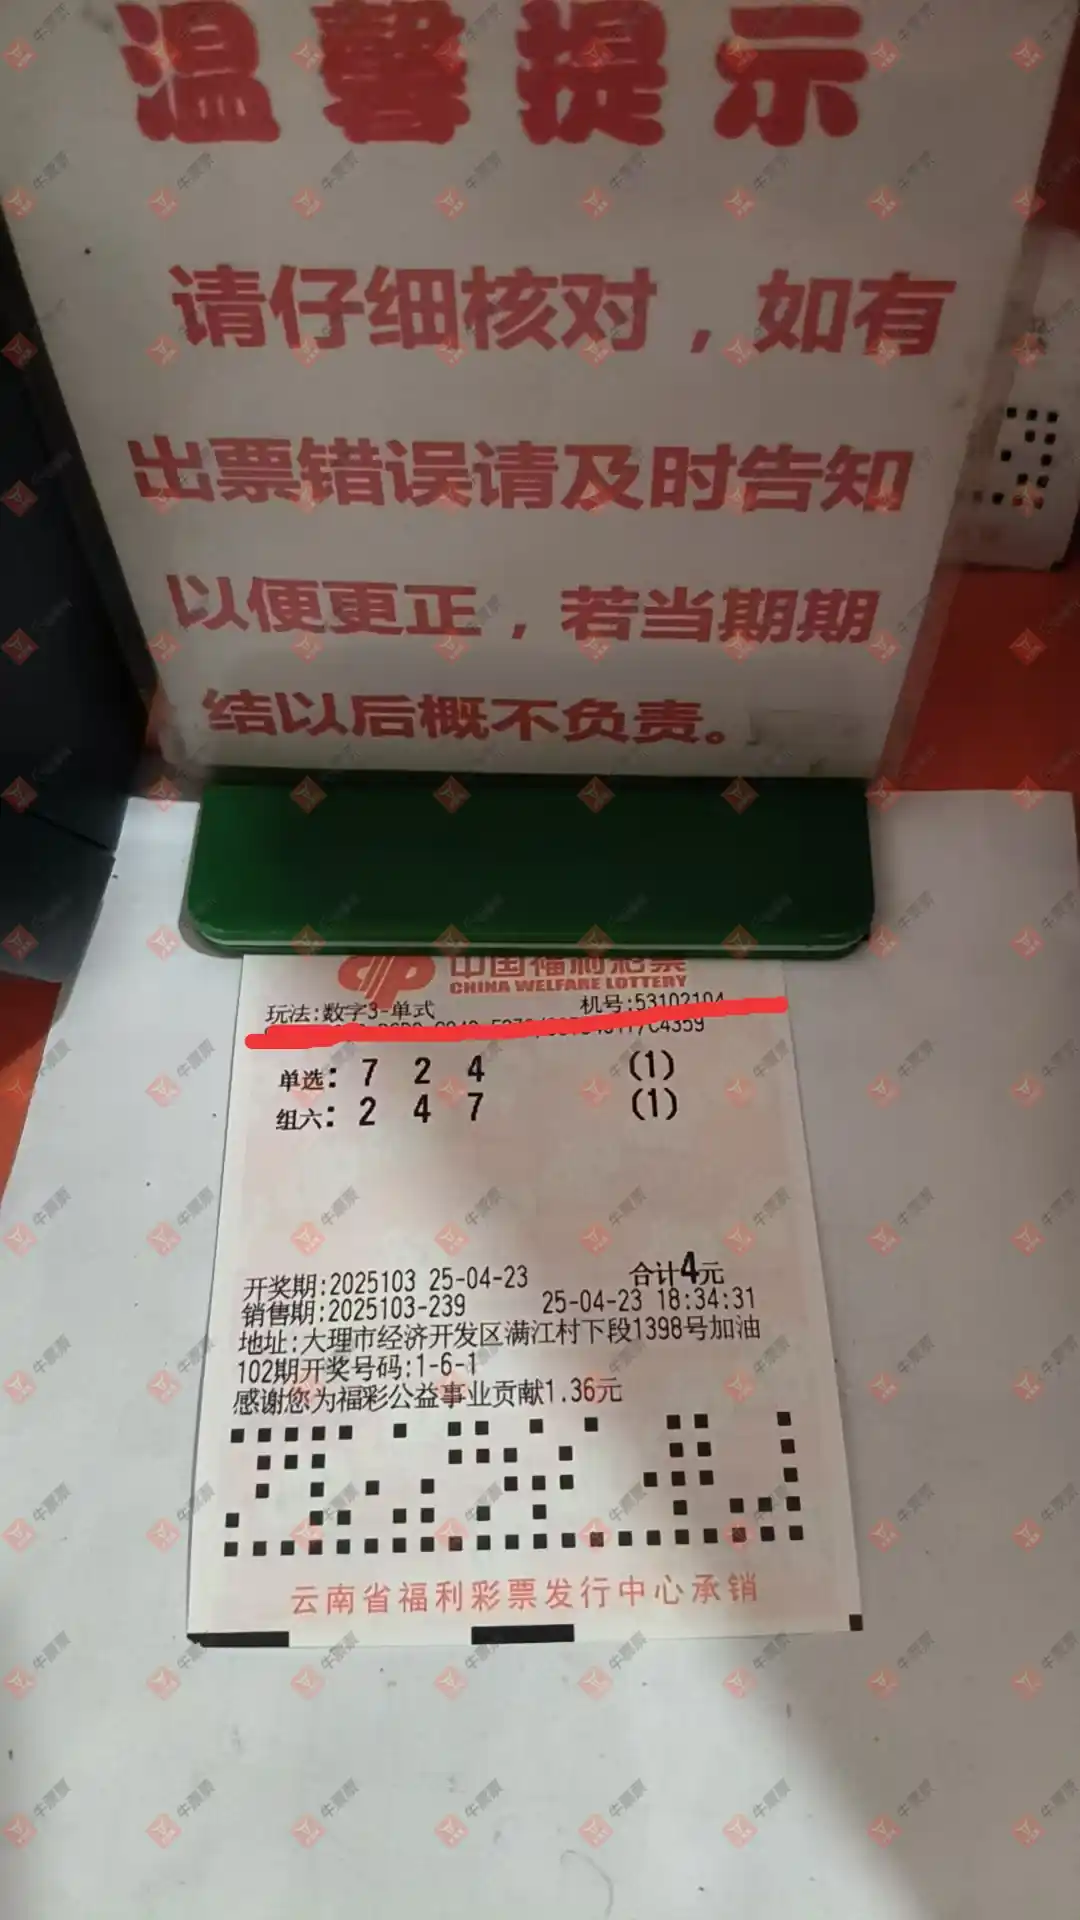 温馨提示
请仔细核对，如有
出票错误请及时告知
以便更正，若当期期
结以后概不负责。
中国福利彩票
CHINA WELFARE LOTTERY
玩法:数字3-单式 机号:53102104
/C4359
单选: 7 2 4 (1)
组六: 2 4 7 (1)
开奖期:2025103 25-04-23 合计4元
销售期:2025103-239 25-04-23 18:34:31
地址:大理市经济开发区满江村下段1398号加油
102期开奖号码:1-6-1
感谢您为福彩公益事业贡献1.36元
云南省福利彩票发行中心承销
牛票票